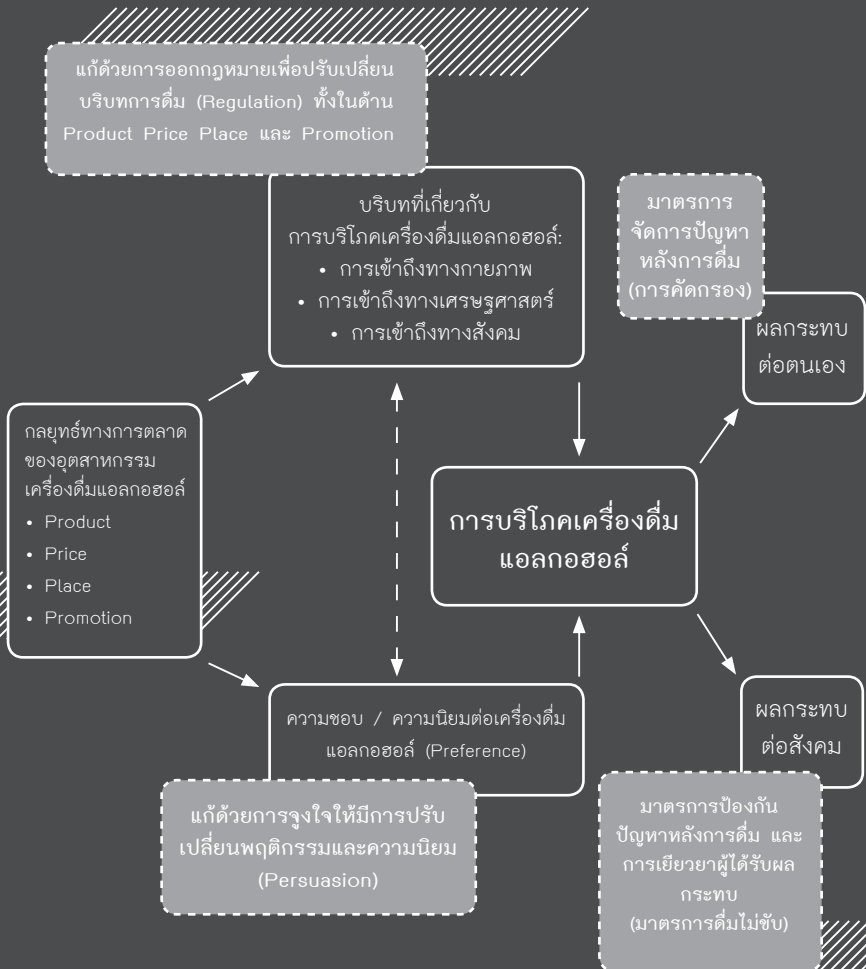 แก้ด้วยการออกกฎหมายเพื่อปรับเปลี่ยน
บริบทการดื่ม (Regulation) ทั้งในด้าน
Product Price Place และ Promotion
บริบทที่เกี่ยวกับ
การบริโภคเครื่องดื่มแอลกอฮอล์:
• การเข้าถึงทางกายภาพ
• การเข้าถึงทางเศรษฐศาสตร์
• การเข้าถึงทางสังคม
มาตรการ
จัดการปัญหา
หลังการดื่ม
(การคัดกรอง)
ผลกระทบ
ต่อตนเอง
กลยุทธ์ทางการตลาด
ของอุตสาหกรรม
เครื่องดื่มแอลกอฮอล์
• Product
• Price
• Place
• Promotion
การบริโภคเครื่องดื่ม
แอลกอฮอล์
ความชอบ / ความนิยมต่อเครื่องดื่ม
แอลกอฮอล์ (Preference)
แก้ด้วยการจูงใจให้มีการปรับ
เปลี่ยนพฤติกรรมและความนิยม
(Persuasion)
ผลกระทบ
ต่อสังคม
มาตรการป้องกัน
ปัญหาหลังการดื่ม และ
การเยียวยาผู้ได้รับผล
กระทบ
(มาตรการดื่มไม่ขับ)